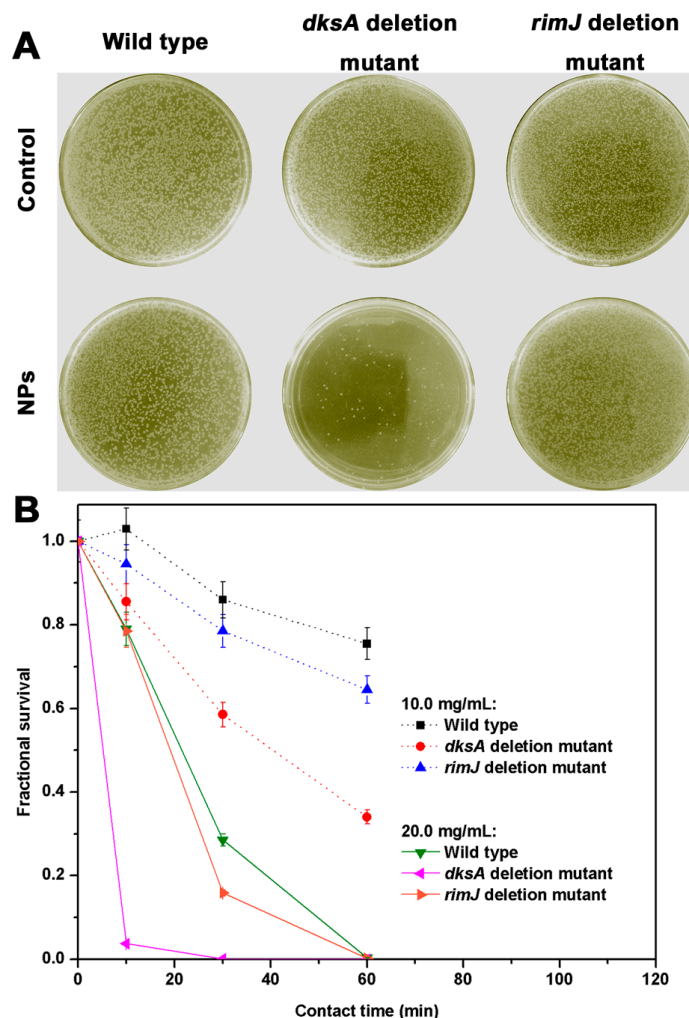 A
Wild type
dksA deletion
mutant
rimJ deletion
mutant
Control
NPs
B
Fractional survival
1.0
0.8
0.6
0.4
0.2
0.0
10.0 mg/mL:
Wild type
dksA deletion mutant
rimJ deletion mutant
20.0 mg/mL:
Wild type
dksA deletion mutant
rimJ deletion mutant
0 20 40 60 80 100 120
Contact time (min)